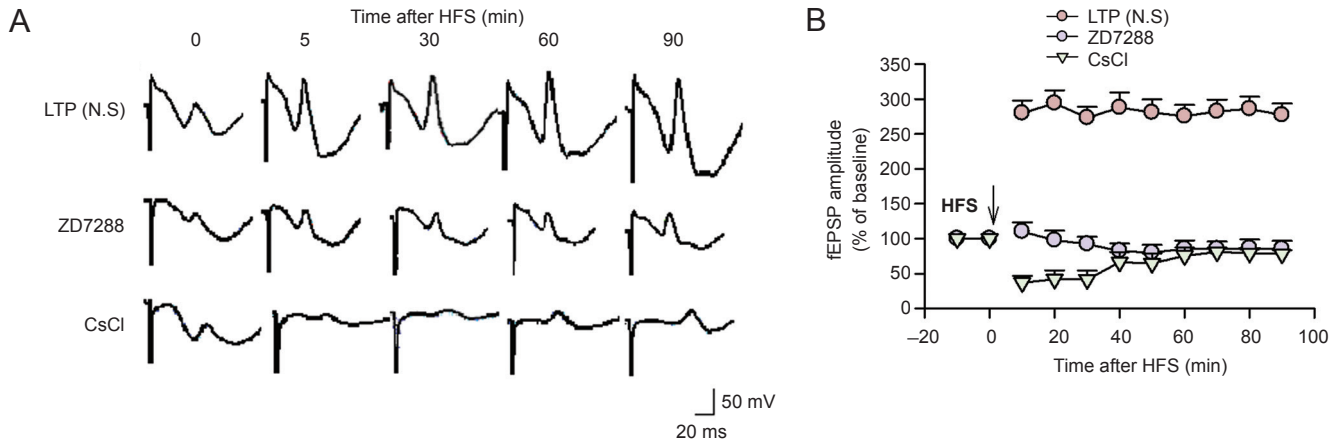 A
Time after HFS (min)
0 5 30 60 90
LTP (N.S)
ZD7288
CsCl
50 mV
20 ms
B
LTP (N.S)
ZD7288
CsCl
fEPSP amplitude
(% of baseline)
350
300
250
200
150
100
50
0
HFS
–20 0 20 40 60 80 100
Time after HFS (min)